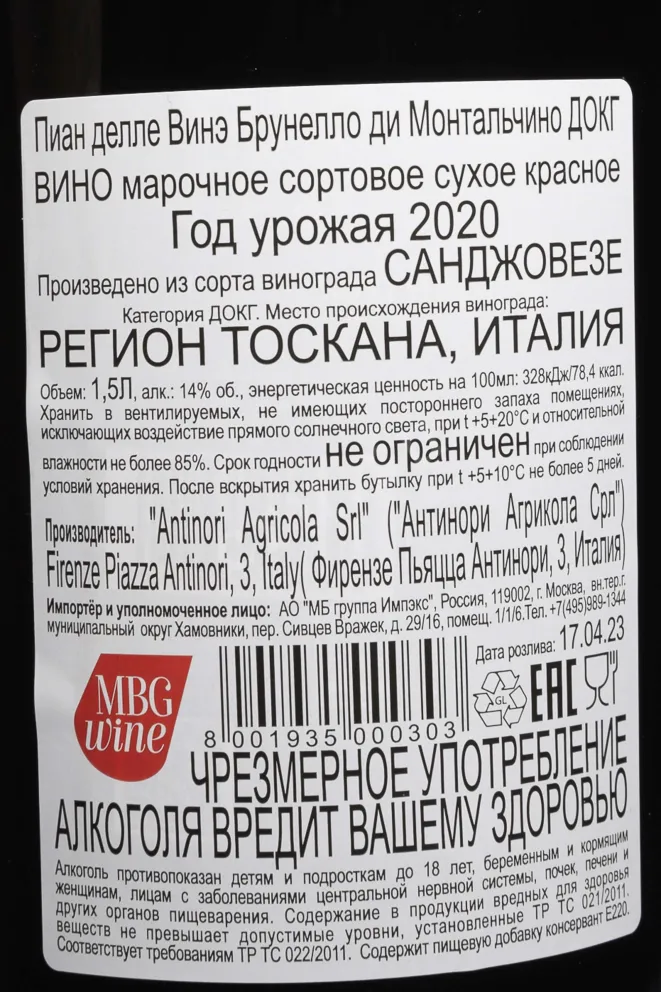 Пиан делле Винэ Брунелло ди Монтальчино ДОКГ
ВИНО марочное сортовое сухое красное
Год урожая 2020
Произведено из сорта винограда САНДЖОВЕЗЕ
Категория ДОКГ. Место происхождения винограда:
РЕГИОН ТОСКАНА, ИТАЛИЯ
Объем: 1,5Л, алк.: 14% об., энергетическая ценность на 100мл: 328кДж/78,4 ккал.
Хранить в вентилируемых, не имеющих постороннего запаха помещениях,
исключающих воздействие прямого солнечного света, при t +5+20°C и относительной
влажности не более 85%. Срок годности не ограничен при соблюдении
условий хранения. После вскрытия хранить бутылку при t +5+10°C не более 5 дней.
Производитель: "Antinori Agricola Srl" ("Антинори Агрикола Срл")
Firenze Piazza Antinori, 3, Italy( Фирензе Пьяцца Антинори, 3, Италия)
Импортёр и уполномоченное лицо: АО "МБ группа Импэкс", Россия, 119002, г. Москва, вн.тер.г.
муниципальный округ Хамовники, пер. Сивцев Вражек, д. 29/16, помещ. 1/1/6.Тел. +7(495)989-1344
Дата розлива: 17.04.23
MBG
wine
GL
EAC
8 001935 000303
ЧРЕЗМЕРНОЕ УПОТРЕБЛЕНИЕ
АЛКОГОЛЯ ВРЕДИТ ВАШЕМУ ЗДОРОВЬЮ
Алкоголь противопоказан детям и подросткам до 18 лет, беременным и кормящим
женщинам, лицам с заболеваниями центральной нервной системы, почек, печени и
других органов пищеварения. Содержание в продукции вредных для здоровья
веществ не превышает допустимые уровни, установленные ТР ТС 021/2011.
Соответствует требованиям ТР ТС 022/2011. Содержит пищевую добавку консервант Е220.